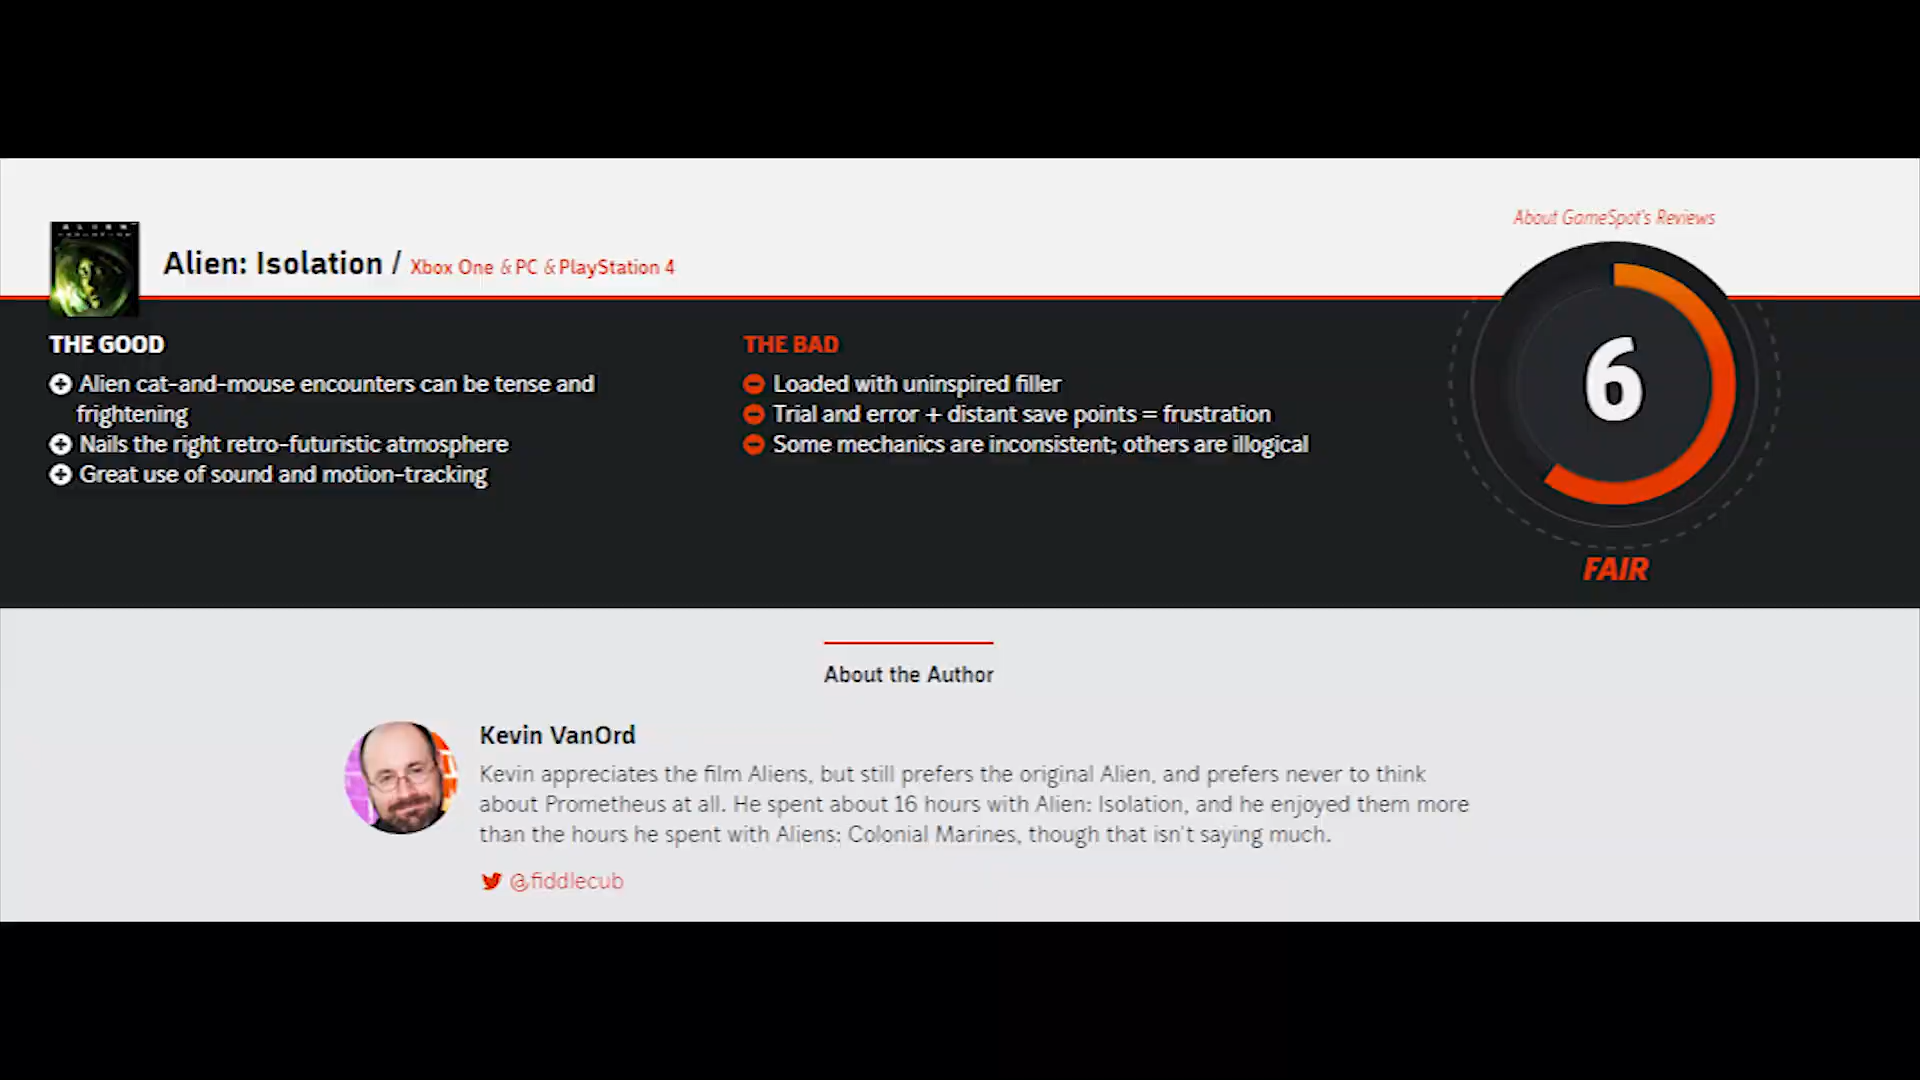 About GameSpot's Reviews
Alien: Isolation / Xbox One & PC & PlayStation 4
THE GOOD
Alien cat-and-mouse encounters can be tense and
frightening
Nails the right retro-futuristic atmosphere
Great use of sound and motion-tracking
THE BAD
Loaded with uninspired filler
Trial and error + distant save points = frustration
Some mechanics are inconsistent; others are illogical
6
FAIR
About the Author
Kevin VanOrd
Kevin appreciates the film Aliens, but still prefers the original Alien, and prefers never to think
about Prometheus at all. He spent about 16 hours with Alien: Isolation, and he enjoyed them more
than the hours he spent with Aliens: Colonial Marines, though that isn't saying much.
@fiddlecub